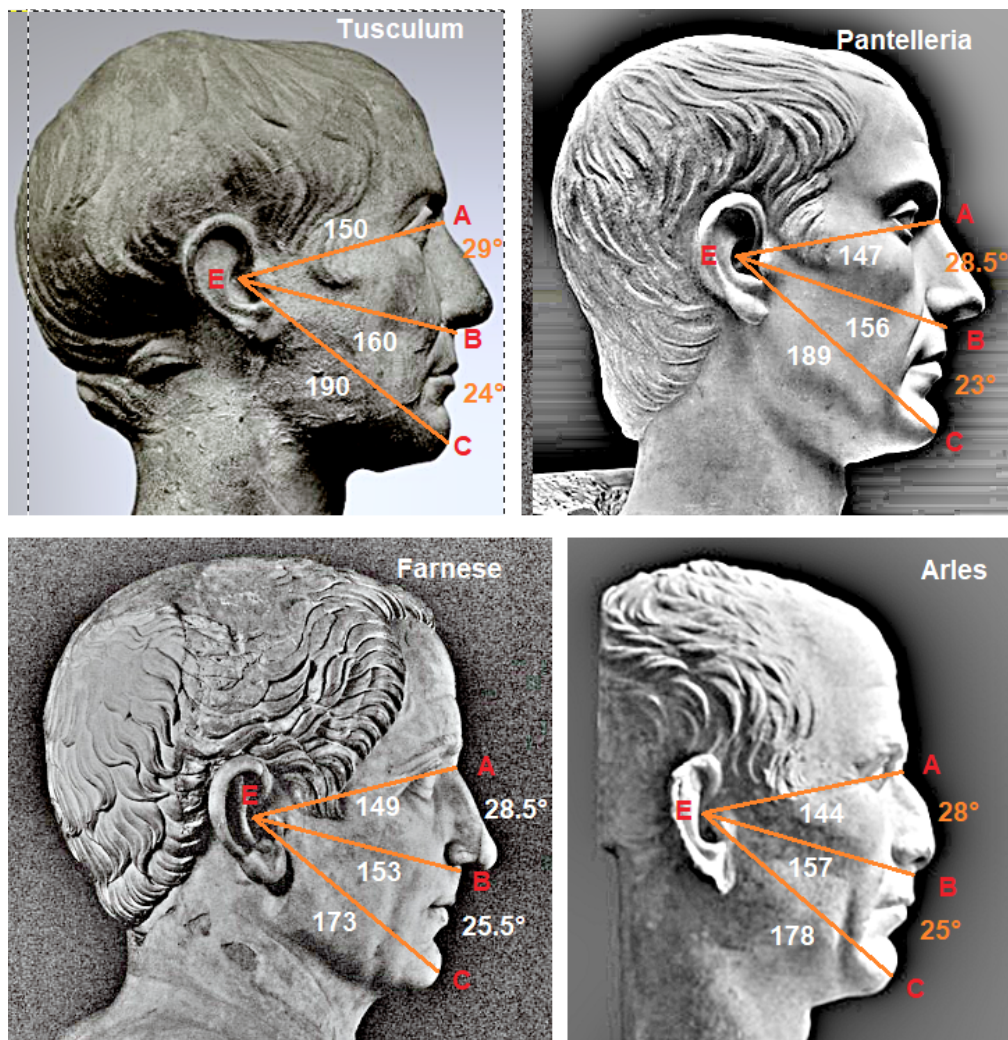 Tusculum
A
150
29°
E
B
160
190
24°
C
Pantelleria
A
E
147
28.5°
156
B
189
23°
C
Farnese
A
E
149
28.5°
153
B
25.5°
173
C
Arles
A
E
144
28°
157
B
178
25°
C